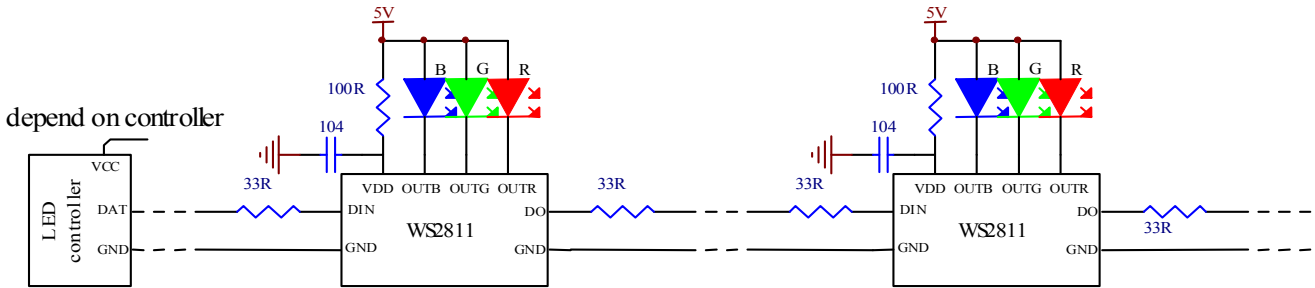 5V
B
G
R
100R
104
depend on controller
VCC
DAT
GND
LED
controller
33R
VDD
OUTB
OUTG
OUTR
DIN
DO
GND
GND
WS2811
33R
5V
B
G
R
100R
104
33R
VDD
OUTB
OUTG
OUTR
DIN
DO
GND
GND
WS2811
33R